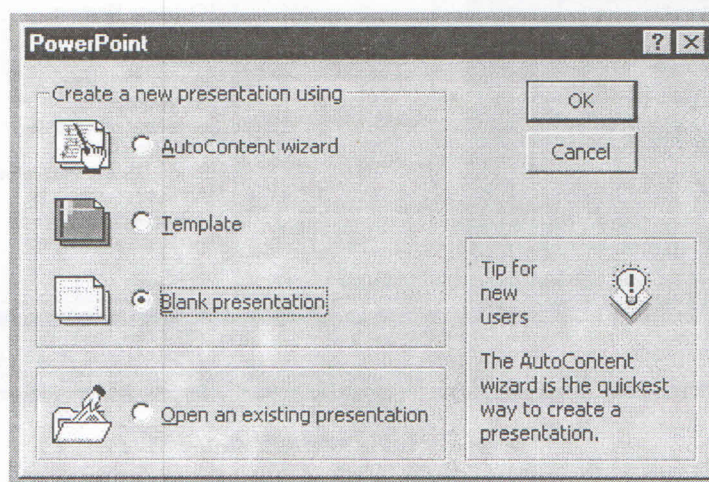 PowerPoint
Create a new presentation using
AutoContent wizard
Template
Blank presentation
Open an existing presentation
OK
Cancel
Tip for
new
users
The AutoContent
wizard is the quickest
way to create a
presentation.